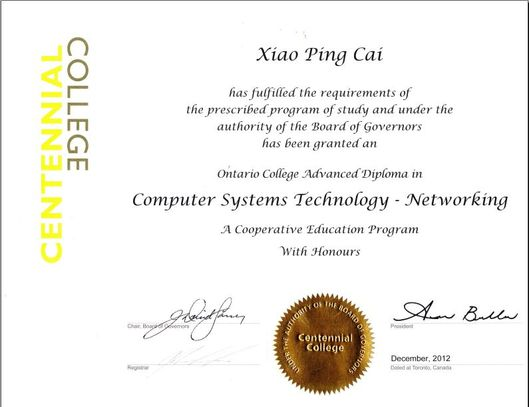 CENTENNIAL
COLLEGE
Xiao Ping Cai
has fulfilled the requirements of
the prescribed program of study and under the
authority of the Board of Governors
has been granted an
Ontario College Advanced Diploma in
Computer Systems Technology - Networking
A Cooperative Education Program
With Honours
Chair, Board of Governors
President
UNDER THE AUTHORITY OF THE BOARD OF GOVERNORS
Centennial
College
Registrar
December, 2012
Dated at Toronto, Canada